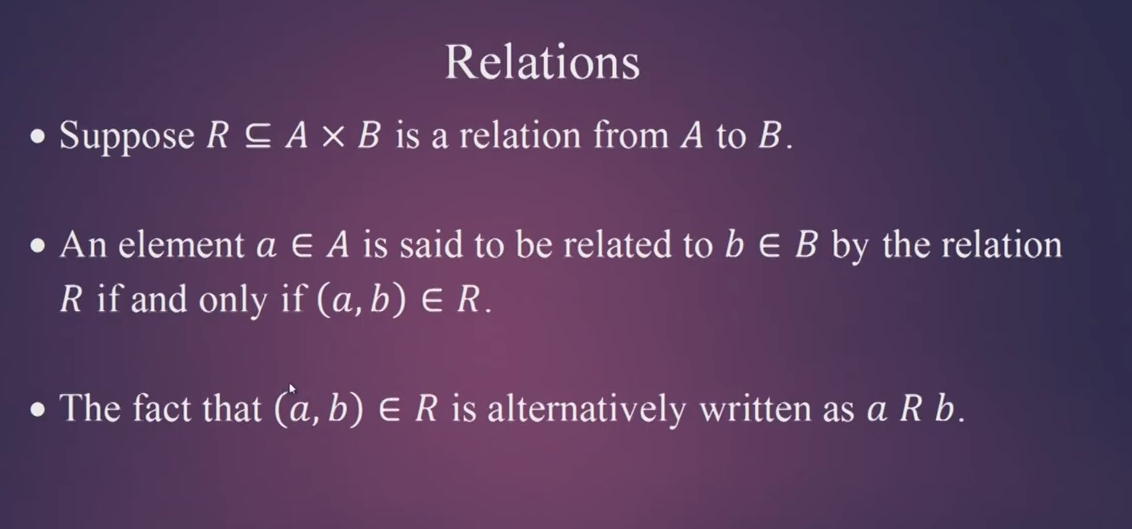 Relations
• Suppose R ⊆ A × B is a relation from A to B.
• An element a ∈ A is said to be related to b ∈ B by the relation
R if and only if (a, b) ∈ R.
• The fact that (a, b) ∈ R is alternatively written as a R b.